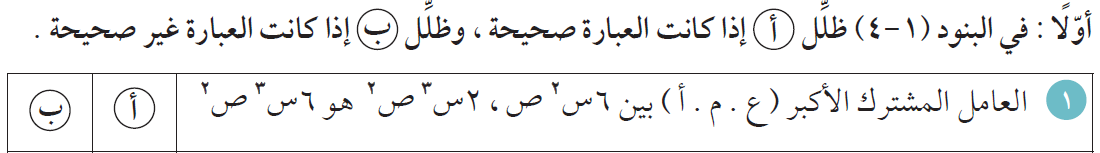 أوّلًا : في البنود (١-٤) ظلِّل أ إذا كانت العبارة صحيحة ، وظلِّل ب إذا كانت العبارة غير صحيحة .
١ العامل المشترك الأكبر ( ع . م . أ ) بين ٦س٢ ص ، ٢س٣ ص٢ هو ٦س٣ ص٢ أ ب